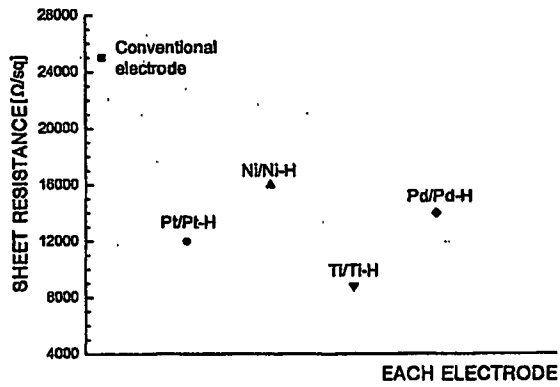 28000
24000
20000
16000
12000
8000
4000
SHEET RESISTANCE[Ω/sq]
Conventional
electrode
Ni/Ni-H
Pd/Pd-H
Pt/Pt-H
Ti/Ti-H
EACH ELECTRODE